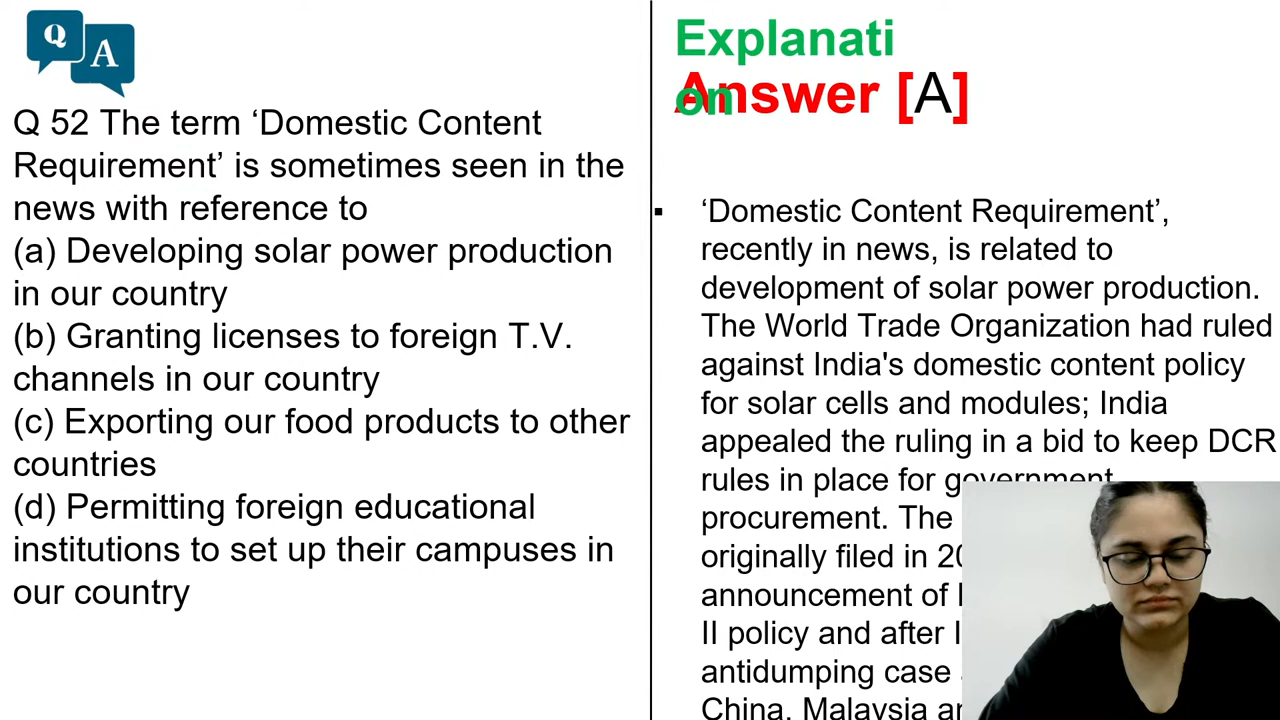 Q
A
Q 52 The term ‘Domestic Content
Requirement’ is sometimes seen in the
news with reference to
(a) Developing solar power production
in our country
(b) Granting licenses to foreign T.V.
channels in our country
(c) Exporting our food products to other
countries
(d) Permitting foreign educational
institutions to set up their campuses in
our country
Explanati
on
Answer [A]
▪ ‘Domestic Content Requirement’,
recently in news, is related to
development of solar power production.
The World Trade Organization had ruled
against India's domestic content policy
for solar cells and modules; India
appealed the ruling in a bid to keep DCR
rules in place for government
procurement. The
originally filed in 20
announcement of
II policy and after
antidumping case
China, Malaysia